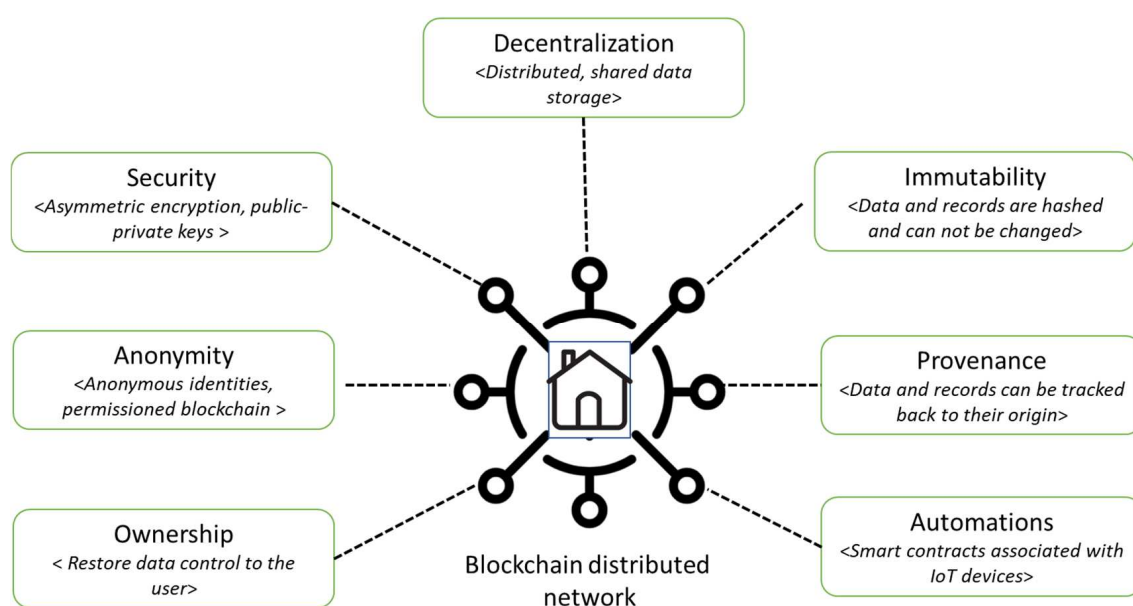 Decentralization
<Distributed, shared data
storage>
Security
<Asymmetric encryption, public-
private keys >
Immutability
<Data and records are hashed
and can not be changed>
Anonymity
<Anonymous identities,
permissioned blockchain >
Provenance
<Data and records can be tracked
back to their origin>
Ownership
< Restore data control to the
user>
Automations
<Smart contracts associated with
IoT devices>
Blockchain distributed
network